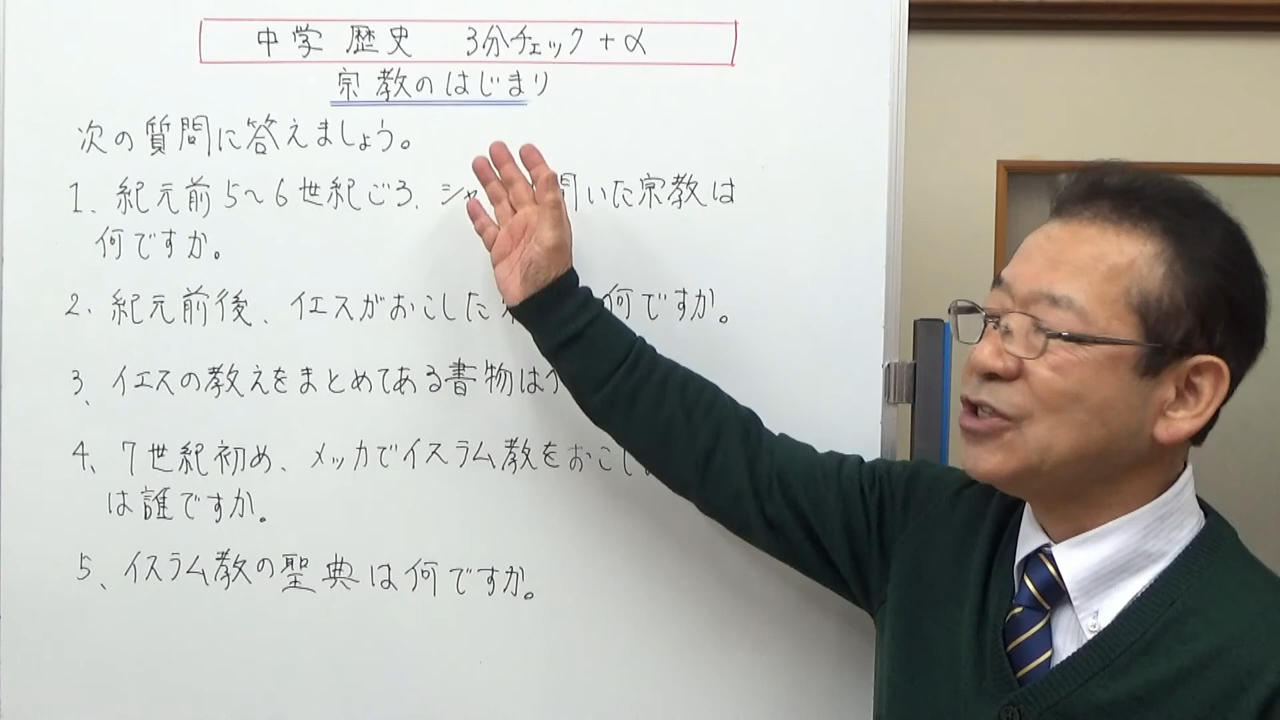 中学 歴史 3分チェック+α
宗教のはじまり
次の質問に答えましょう。
1. 紀元前5〜6世紀ごろ、シャ 開いた宗教は
何ですか。
2. 紀元前後、イエスがおこした 何ですか。
3、イエスの教えをまとめてある書物は
4、7世紀初め、メッカでイスラム教をおこし
は誰ですか。
5、イスラム教の聖典は何ですか。